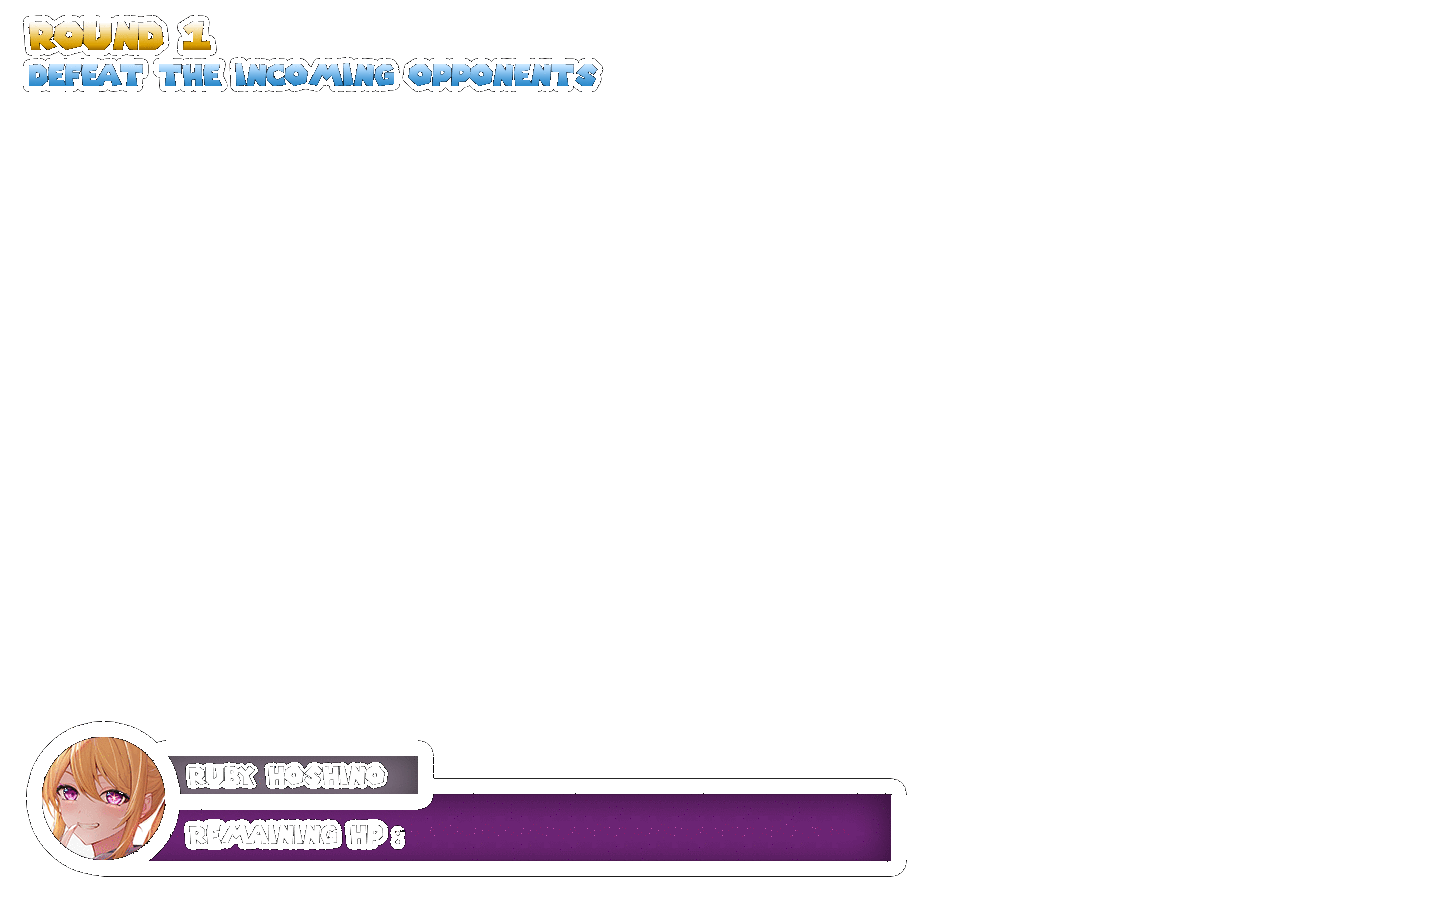 ROUND 1
DEFEAT THE INCOMING OPPONENTS
RUBY HOSHINO
REMAINING HP :